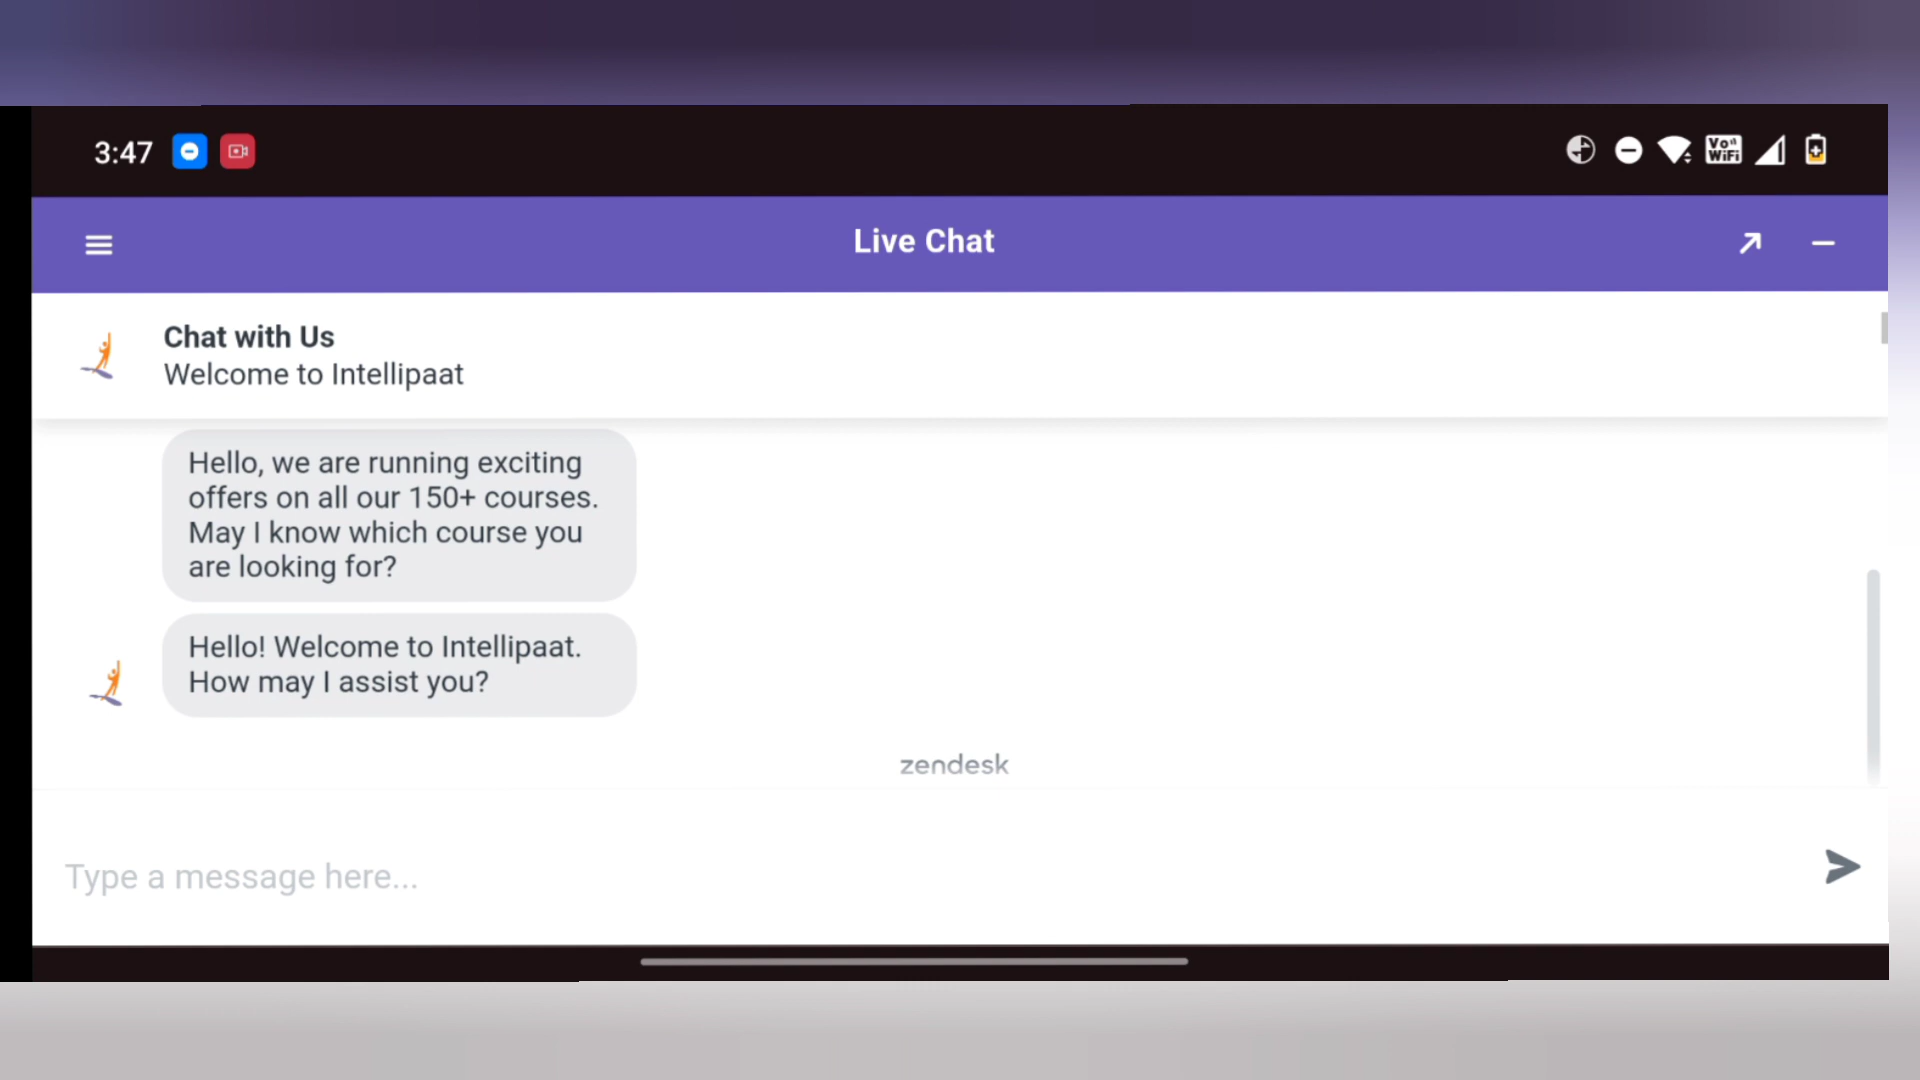 3:47
Vo WiFi
Live Chat
Chat with Us
Welcome to Intellipaat
Hello, we are running exciting
offers on all our 150+ courses.
May I know which course you
are looking for?
Hello! Welcome to Intellipaat.
How may I assist you?
zendesk
Type a message here...